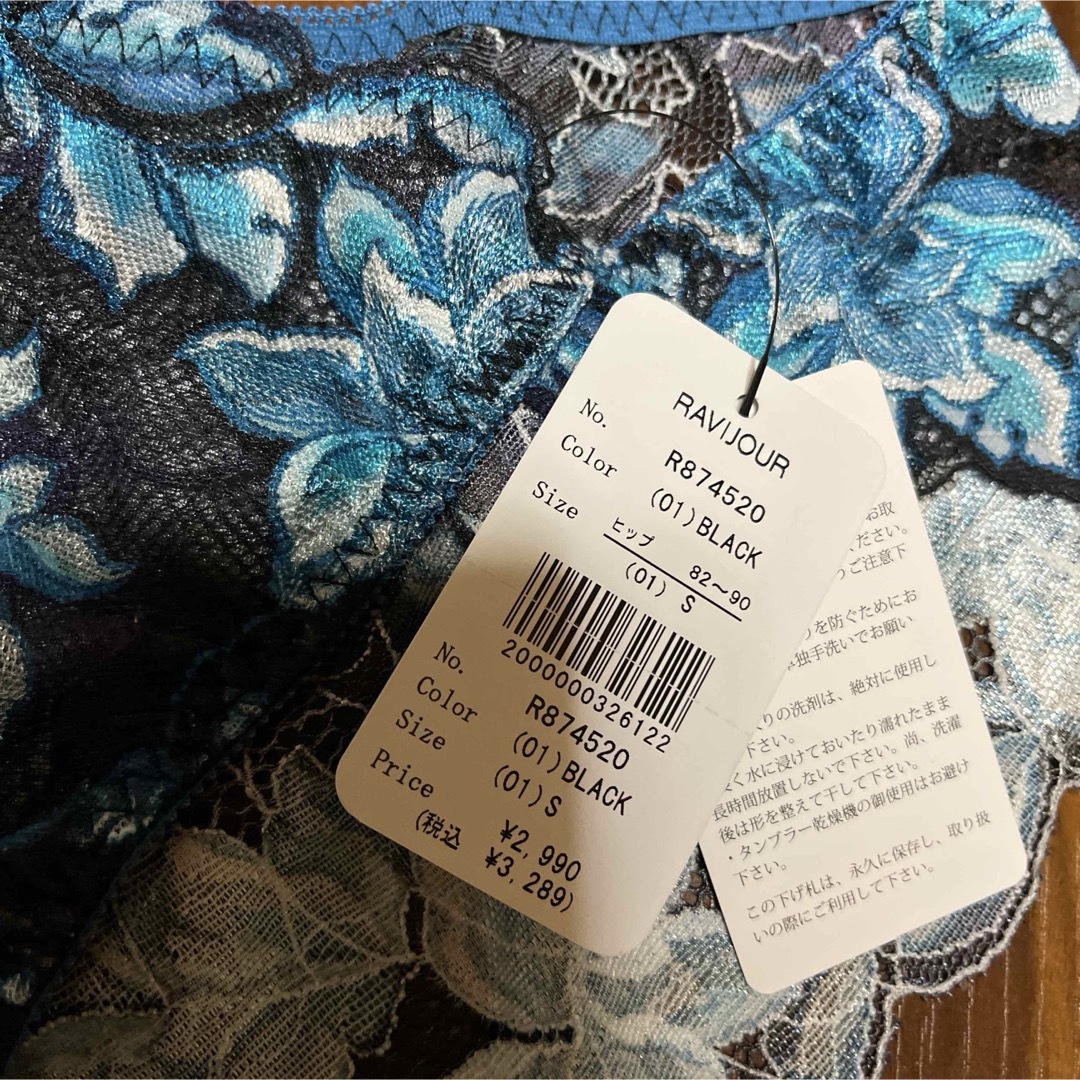 RAVIJOUR
No. R874520
Color (01)BLACK
Size ヒップ 82〜90
(01) S
2000000326122
No. R874520
Color (01)BLACK
Size (01)S
Price ¥2,990
(税込 ¥3,289)
お取
ださい。
ご注意下
を防ぐためにお
独手洗いでお願い
りの洗剤は、絶対に使用し
下さい。
く水に浸けておいたり濡れたまま
長時間放置しないで下さい。尚、洗濯
後は形を整えて干して下さい。
・タンブラー乾燥機の御使用はお避け
下さい。
この下げ札は、永久に保存し、取り扱
いの際にご利用して下さい。